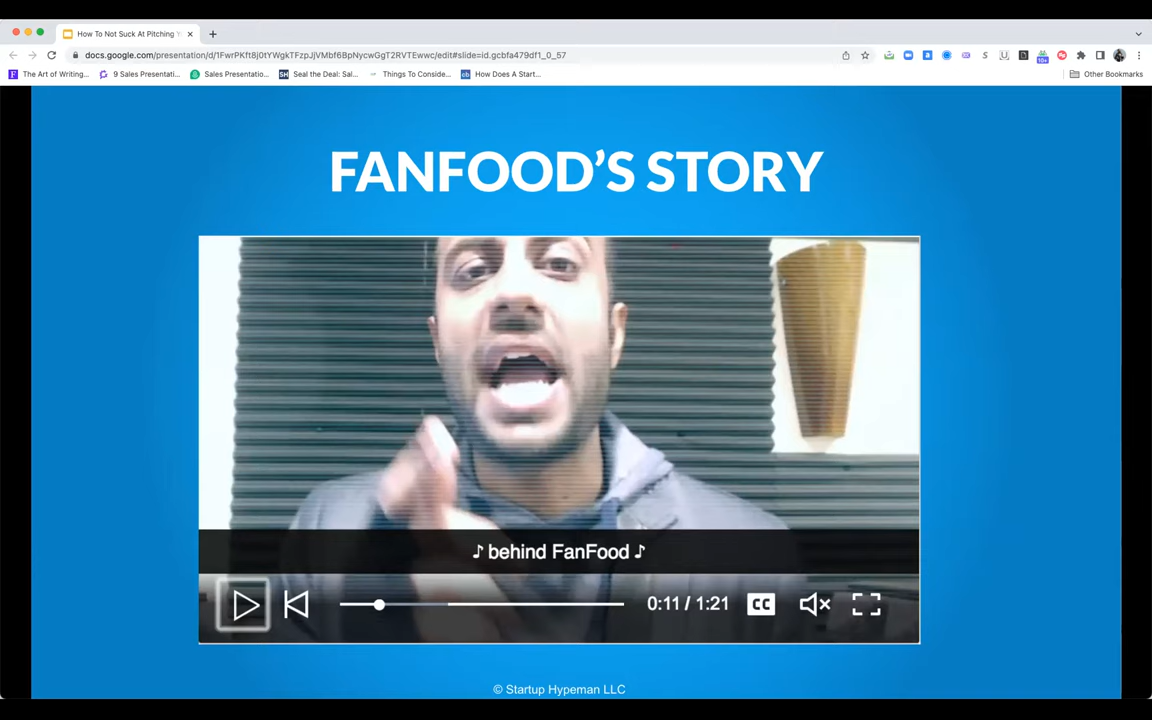 How To Not Suck At Pitching Y
docs.google.com/presentation/d/1FwrPKft8j0tYWgkTFzpJjVMbf6BpNycwGgT2RVTEwwc/edit#slide=id.gcbfa479df1_0_57
The Art of Writing...
9 Sales Presentati...
Sales Presentatio...
SH Seal the Deal: Sal...
Things To Conside...
How Does A Start...
Other Bookmarks
FANFOOD'S STORY
♪ behind FanFood ♪
0:11 / 1:21
CC
© Startup Hypeman LLC